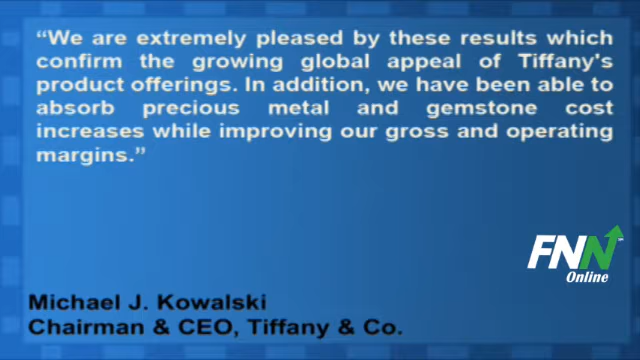 “We are extremely pleased by these results which
confirm the growing global appeal of Tiffany's
product offerings. In addition, we have been able to
absorb precious metal and gemstone cost
increases while improving our gross and operating
margins.”
FNN
Online
Michael J. Kowalski
Chairman & CEO, Tiffany & Co.